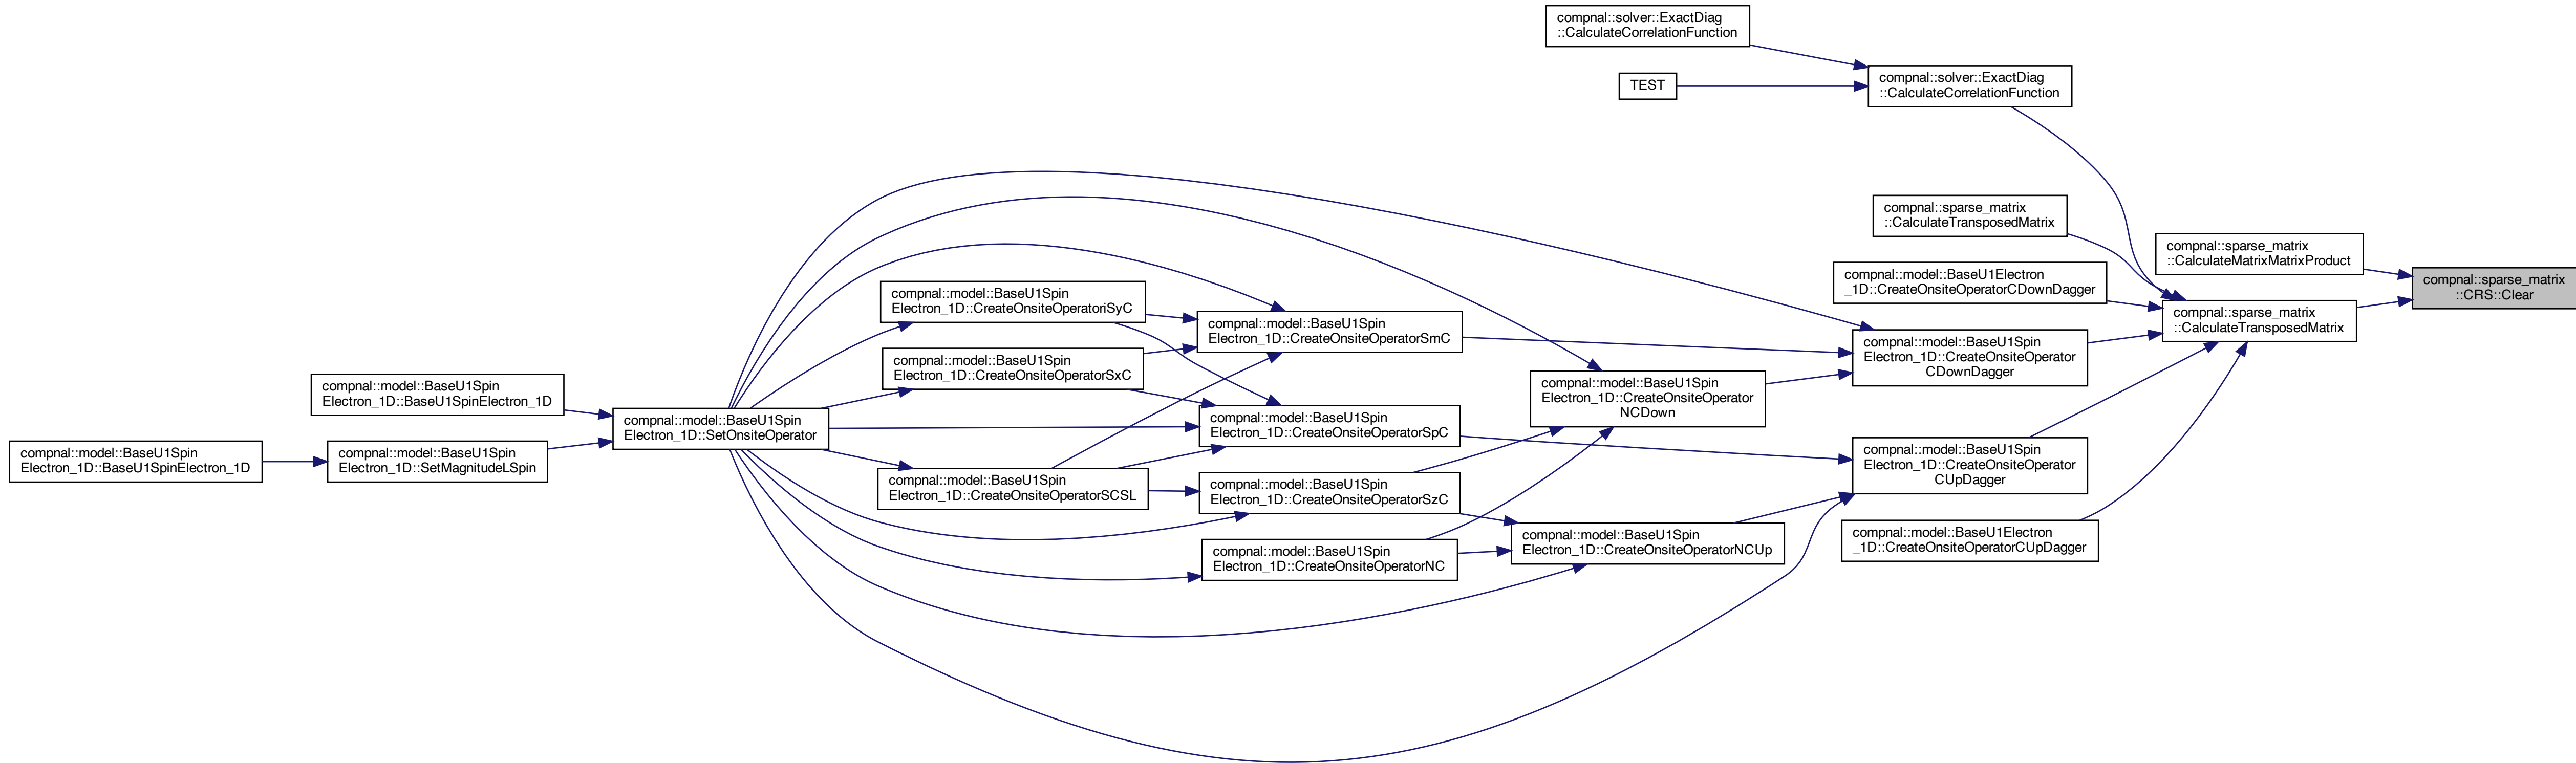 compnal::solver::ExactDiag
::CalculateCorrelationFunction
TEST
compnal::solver::ExactDiag
::CalculateCorrelationFunction
compnal::sparse_matrix
::CalculateTransposedMatrix
compnal::sparse_matrix
::CalculateMatrixMatrixProduct
compnal::model::BaseU1Electron
_1D::CreateOnsiteOperatorCDownDagger
compnal::sparse_matrix
::CRS::Clear
compnal::sparse_matrix
::CalculateTransposedMatrix
compnal::model::BaseU1Spin
Electron_1D::CreateOnsiteOperatoriSyC
compnal::model::BaseU1Spin
Electron_1D::CreateOnsiteOperatorSmC
compnal::model::BaseU1Spin
Electron_1D::CreateOnsiteOperator
CDownDagger
compnal::model::BaseU1Spin
Electron_1D::CreateOnsiteOperatorSxC
compnal::model::BaseU1Spin
Electron_1D::CreateOnsiteOperator
NCDown
compnal::model::BaseU1Spin
Electron_1D::BaseU1SpinElectron_1D
compnal::model::BaseU1Spin
Electron_1D::SetOnsiteOperator
compnal::model::BaseU1Spin
Electron_1D::CreateOnsiteOperatorSpC
compnal::model::BaseU1Spin
Electron_1D::BaseU1SpinElectron_1D
compnal::model::BaseU1Spin
Electron_1D::SetMagnitudeLSpin
compnal::model::BaseU1Spin
Electron_1D::CreateOnsiteOperator
CUpDagger
compnal::model::BaseU1Spin
Electron_1D::CreateOnsiteOperatorSCSL
compnal::model::BaseU1Spin
Electron_1D::CreateOnsiteOperatorSzC
compnal::model::BaseU1Spin
Electron_1D::CreateOnsiteOperatorNCUp
compnal::model::BaseU1Electron
_1D::CreateOnsiteOperatorCUpDagger
compnal::model::BaseU1Spin
Electron_1D::CreateOnsiteOperatorNC